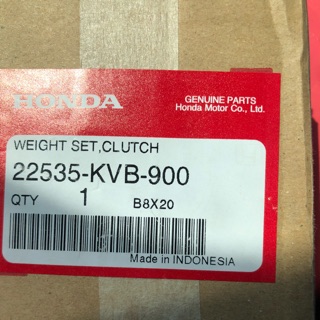 HONDA
GENUINE PARTS
Honda Motor Co., Ltd.
WEIGHT SET,CLUTCH
22535-KVB-900
QTY 1 B8X20
Made in INDONESIA